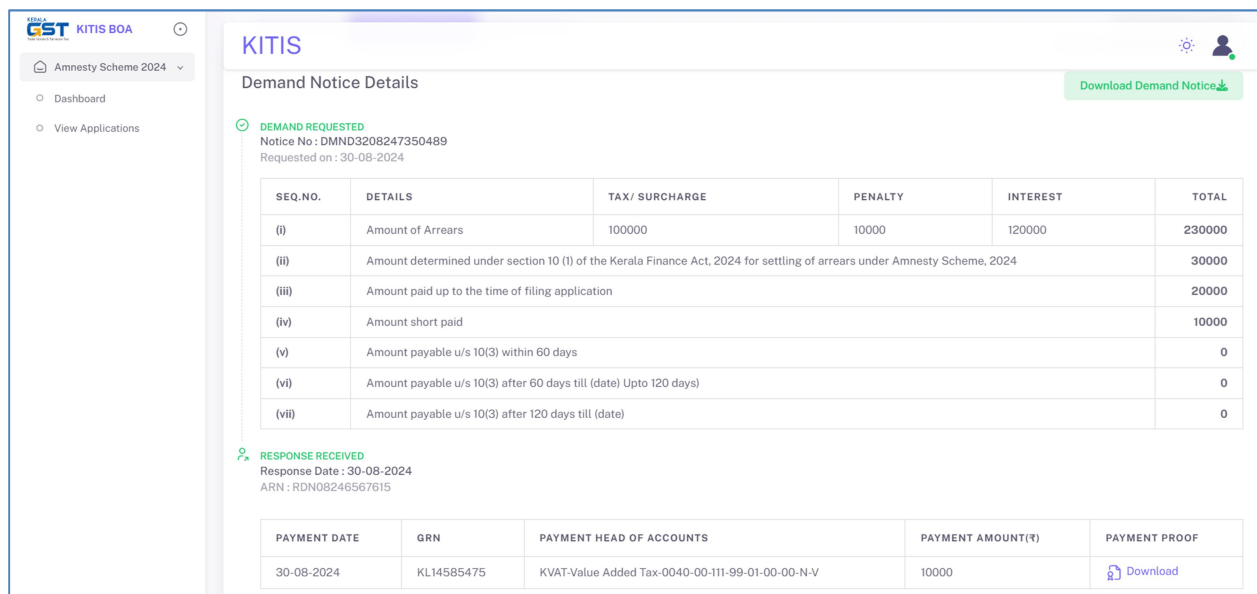 KERALA
GST KITIS BOA
Amnesty Scheme 2024
Dashboard
View Applications
KITIS
Demand Notice Details
Download Demand Notice
DEMAND REQUESTED
Notice No : DMND3208247350489
Requested on : 30-08-2024
SEQ.NO. DETAILS TAX/ SURCHARGE PENALTY INTEREST TOTAL
(i) Amount of Arrears 100000 10000 120000 230000
(ii) Amount determined under section 10 (1) of the Kerala Finance Act, 2024 for settling of arrears under Amnesty Scheme, 2024 30000
(iii) Amount paid up to the time of filing application 20000
(iv) Amount short paid 10000
(v) Amount payable u/s 10(3) within 60 days 0
(vi) Amount payable u/s 10(3) after 60 days till (date) Upto 120 days) 0
(vii) Amount payable u/s 10(3) after 120 days till (date) 0
RESPONSE RECEIVED
Response Date : 30-08-2024
ARN : RDN08246567615
PAYMENT DATE GRN PAYMENT HEAD OF ACCOUNTS PAYMENT AMOUNT(₹) PAYMENT PROOF
30-08-2024 KL14585475 KVAT-Value Added Tax-0040-00-111-99-01-00-00-N-V 10000 Download